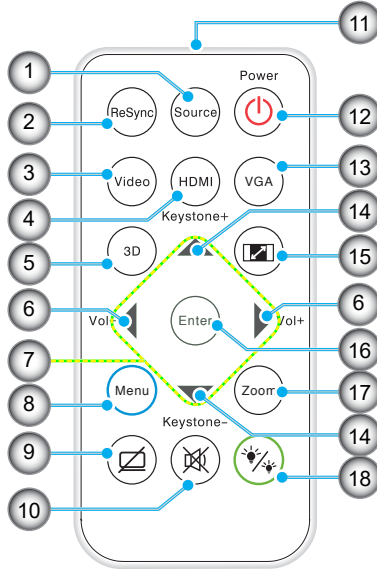 11
1
Power
ReSync
Source
2
12
3
13
Video
HDMI
VGA
4
Keystone+
14
3D
5
15
6
6
Vol-
Enter
Vol+
7
16
Menu
Zoom
8
17
Keystone-
14
9
10
18